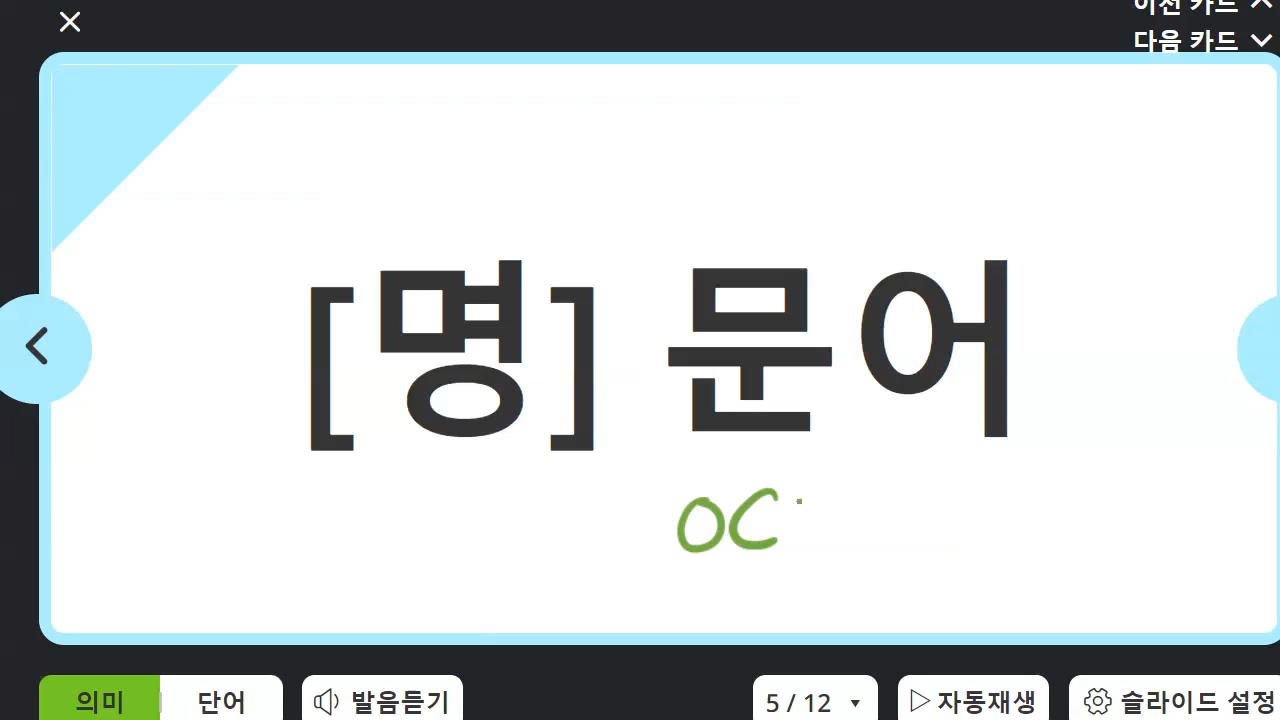 이전 카드
다음 카드
[명] 문어
oc
의미 단어 발음듣기 5 / 12 자동재생 슬라이드 설정